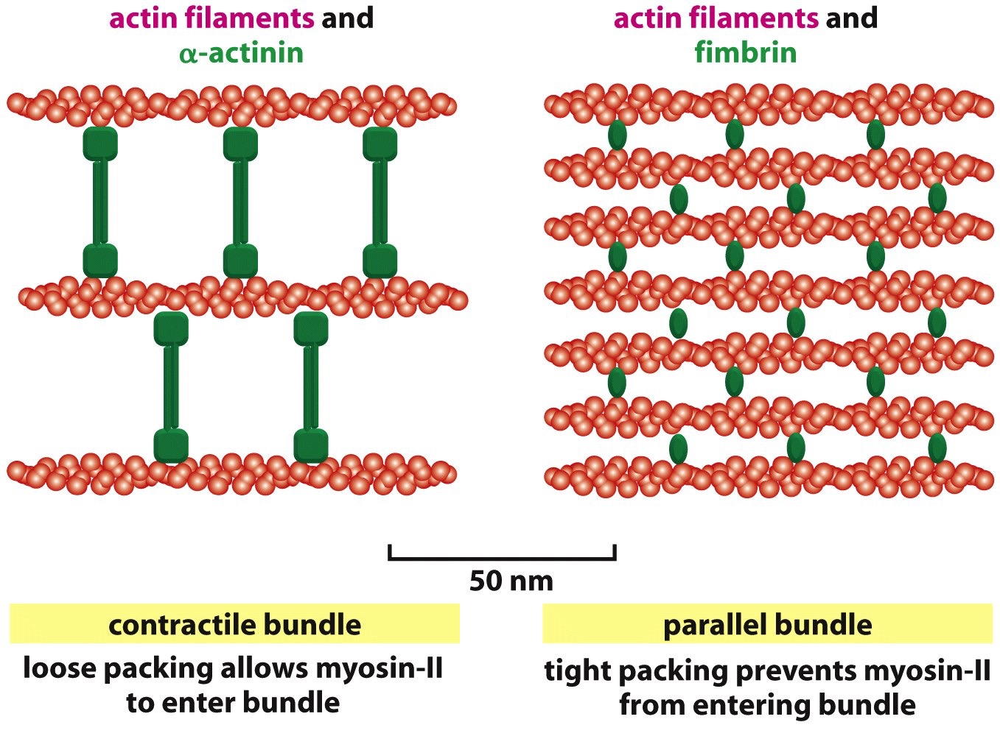 actin filaments and
α-actinin
actin filaments and
fimbrin
50 nm
contractile bundle
loose packing allows myosin-II
to enter bundle
parallel bundle
tight packing prevents myosin-II
from entering bundle